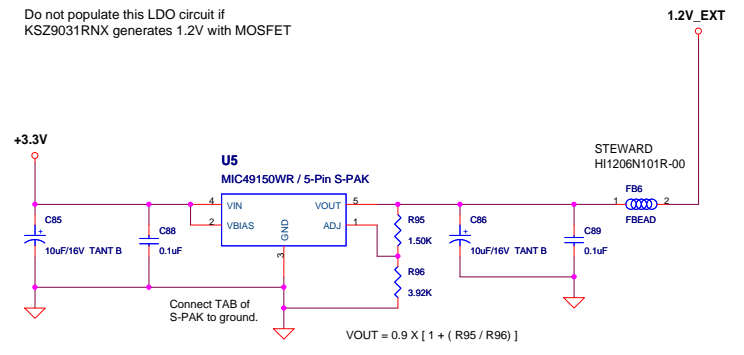 Do not populate this LDO circuit if
KSZ9031RNX generates 1.2V with MOSFET
1.2V_EXT
+3.3V
U5
MIC49150WR / 5-Pin S-PAK
STEWARD
HI1206N101R-00
FB6
1
2
FBEAD
4
VIN
VOUT
5
2
VBIAS
ADJ
1
GND
3
C85
+
10uF/16V TANT B
C88
0.1uF
R95
1.50K
C86
+
10uF/16V TANT B
C89
0.1uF
R96
3.92K
Connect TAB of
S-PAK to ground.
VOUT = 0.9 X [ 1 + ( R95 / R96) ]